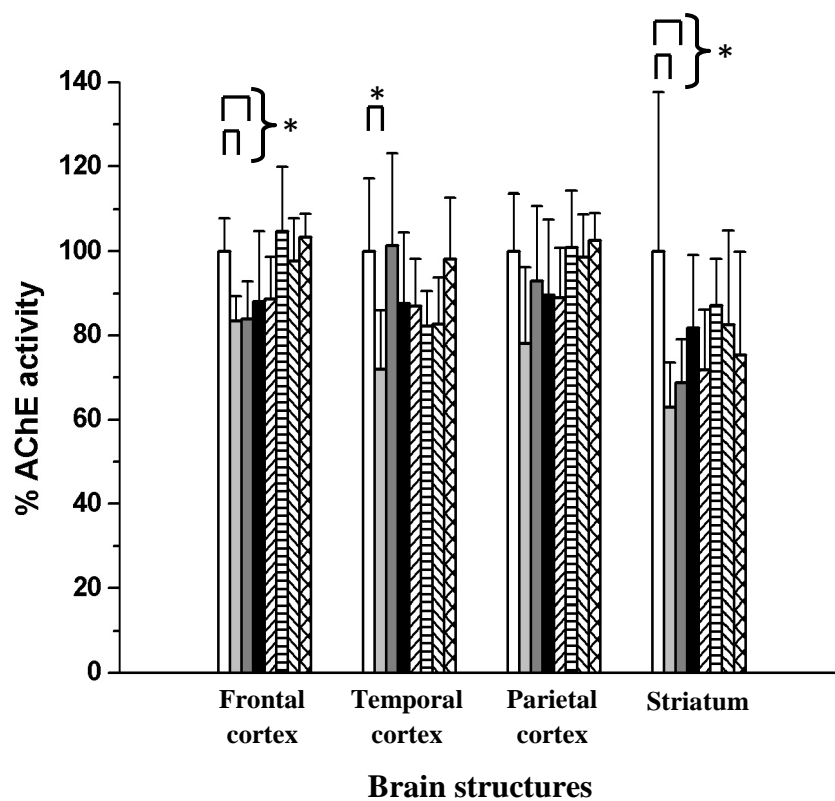 % AChE activity
140
120
100
80
60
40
20
0
*
*
*
Frontal cortex
Temporal cortex
Parietal cortex
Striatum
Brain structures